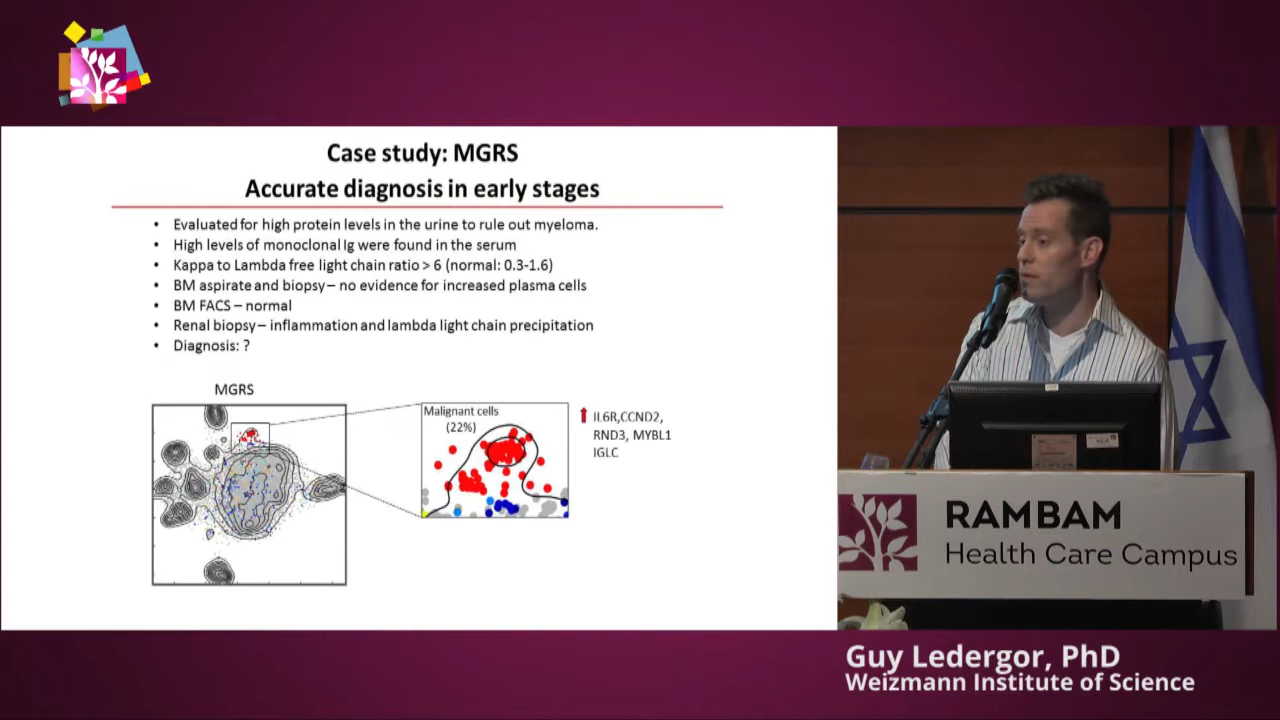 Case study: MGRS
Accurate diagnosis in early stages
• Evaluated for high protein levels in the urine to rule out myeloma.
• High levels of monoclonal Ig were found in the serum
• Kappa to Lambda free light chain ratio > 6 (normal: 0.3-1.6)
• BM aspirate and biopsy – no evidence for increased plasma cells
• BM FACS – normal
• Renal biopsy – inflammation and lambda light chain precipitation
• Diagnosis: ?
MGRS
Malignant cells
(22%)
IL6R,CCND2,
RND3, MYBL1
IGLC
RAMBAM
Health Care Campus
Guy Ledergor, PhD
Weizmann Institute of Science